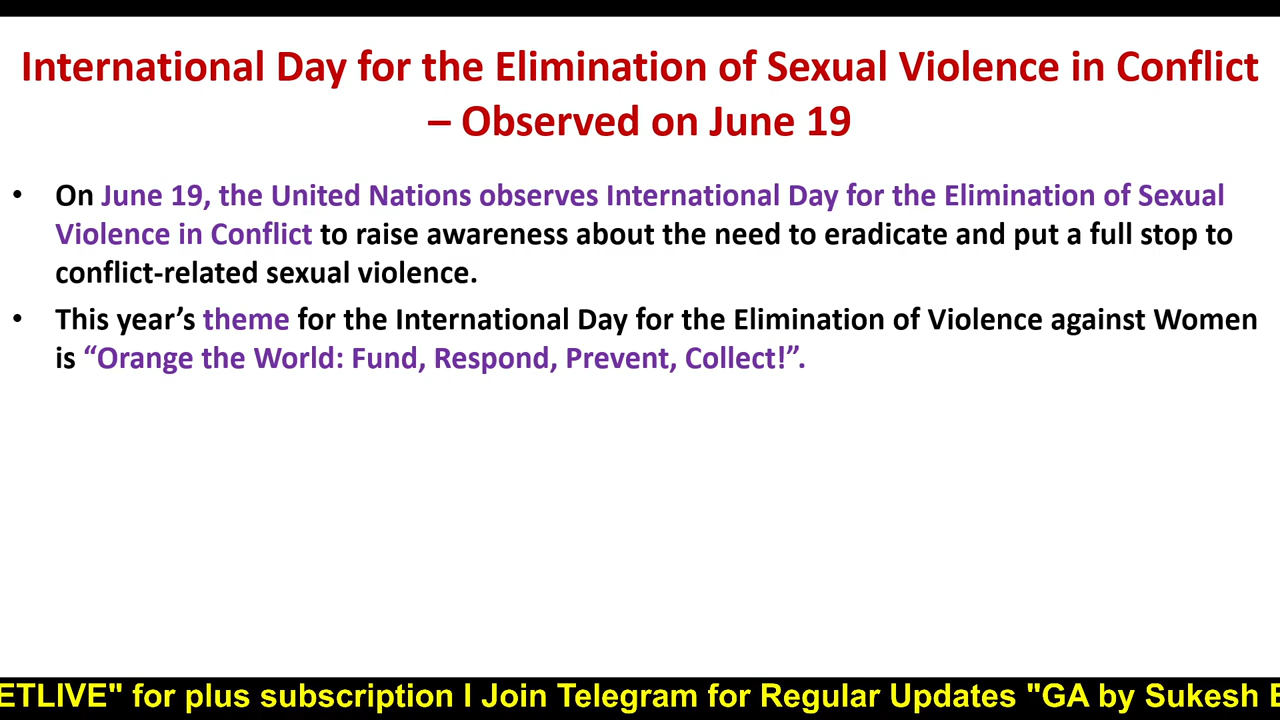 International Day for the Elimination of Sexual Violence in Conflict
– Observed on June 19
• On June 19, the United Nations observes International Day for the Elimination of Sexual
Violence in Conflict to raise awareness about the need to eradicate and put a full stop to
conflict-related sexual violence.
• This year’s theme for the International Day for the Elimination of Violence against Women
is “Orange the World: Fund, Respond, Prevent, Collect!”.
ETLIVE" for plus subscription I Join Telegram for Regular Updates "GA by Sukesh